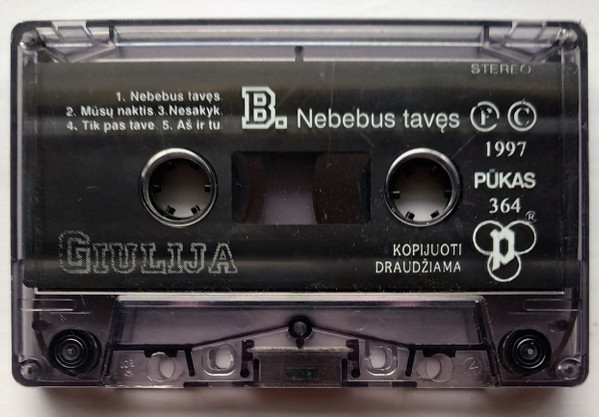 STEREO
1. Nebebus tavęs.
2. Mūsų naktis. 3.Nesakyk.
4. Tik pas tave. 5. Aš ir tu.
B. Nebebus tavęs Ⓕ Ⓒ
1997
PŪKAS
364
GIULIJA
KOPIJUOTI
DRAUDŽIAMA
®
p